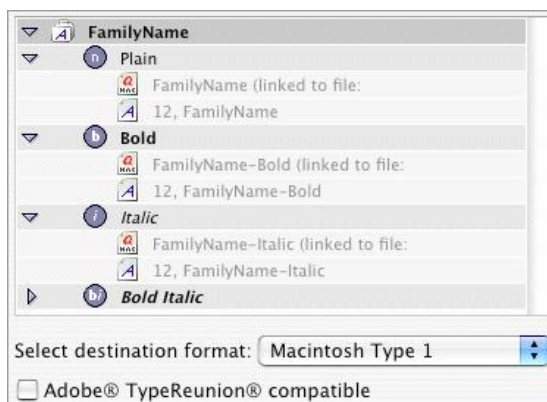 FamilyName
n Plain
FamilyName (linked to file:
12, FamilyName
b Bold
FamilyName-Bold (linked to file:
12, FamilyName-Bold
i Italic
FamilyName-Italic (linked to file:
12, FamilyName-Italic
bi Bold Italic
Select destination format: Macintosh Type 1
Adobe® TypeReunion® compatible